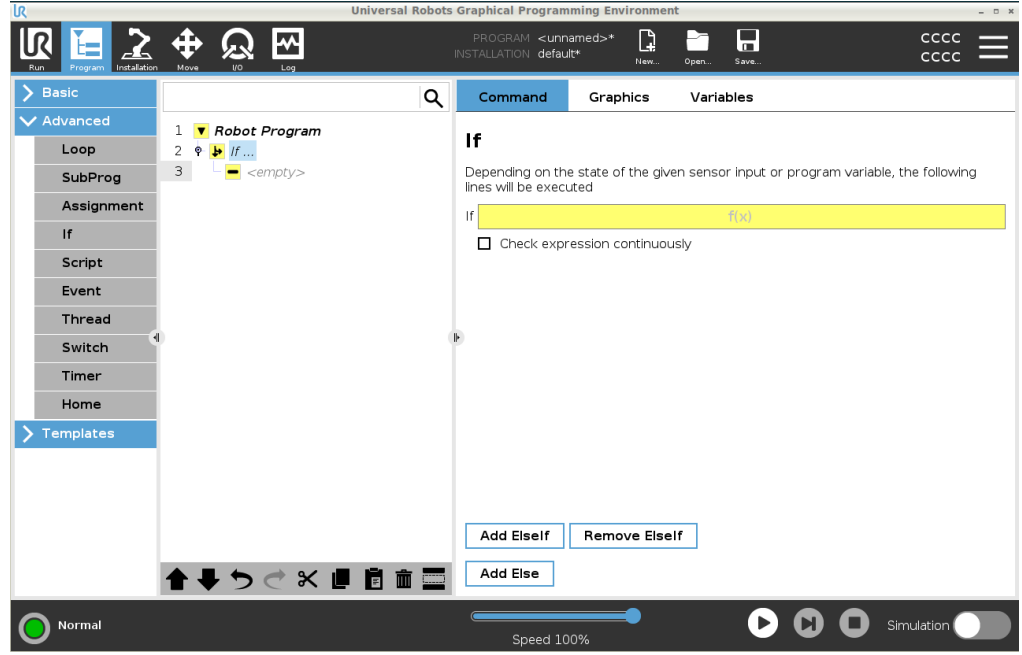 Universal Robots Graphical Programming Environment
PROGRAM <unnamed>*
INSTALLATION default*
Run
Program
Installation
Move
I/O
Log
New...
Open...
Save...
CCCC
CCCC
Basic
Advanced
Loop
SubProg
Assignment
If
Script
Event
Thread
Switch
Timer
Home
Templates
1 Robot Program
2 If ...
3 <empty>
Command Graphics Variables
If
Depending on the state of the given sensor input or program variable, the following
lines will be executed
If f(x)
Check expression continuously
Add ElseIf Remove ElseIf
Add Else
Normal
Speed 100%
Simulation